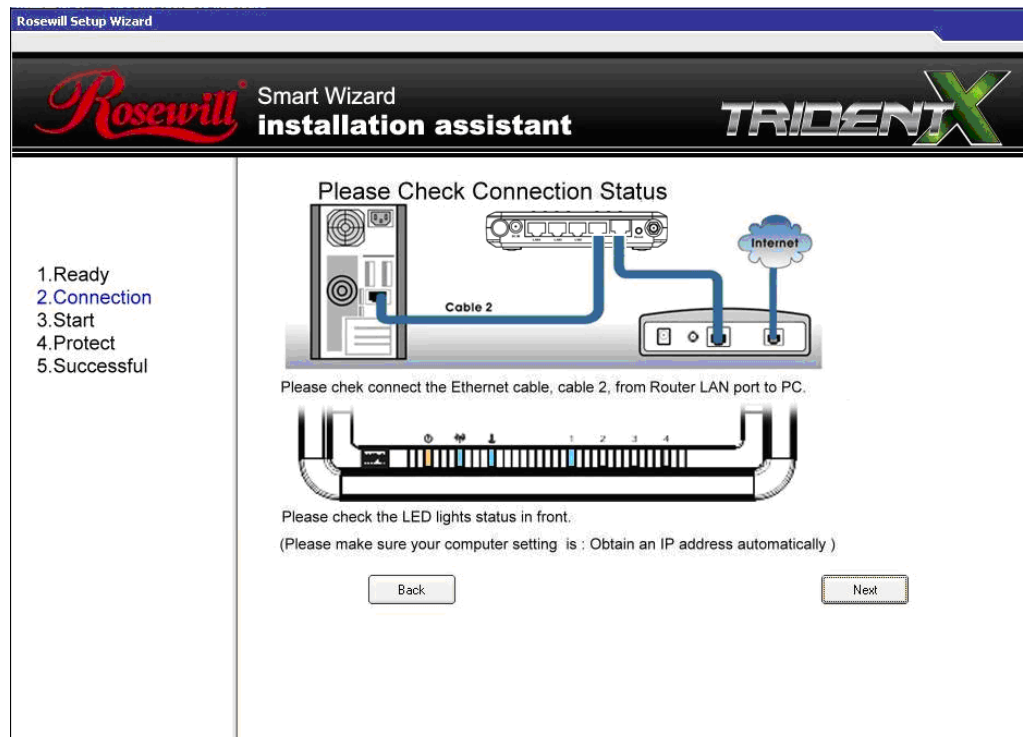 Rosewill Setup Wizard
Rosewill
Smart Wizard
installation assistant
TRIDENTX
1.Ready
2.Connection
3.Start
4.Protect
5.Successful
Please Check Connection Status
Internet
Cable 2
Please chek connect the Ethernet cable, cable 2, from Router LAN port to PC.
1 2 3 4
Please check the LED lights status in front.
(Please make sure your computer setting is : Obtain an IP address automatically )
Back
Next